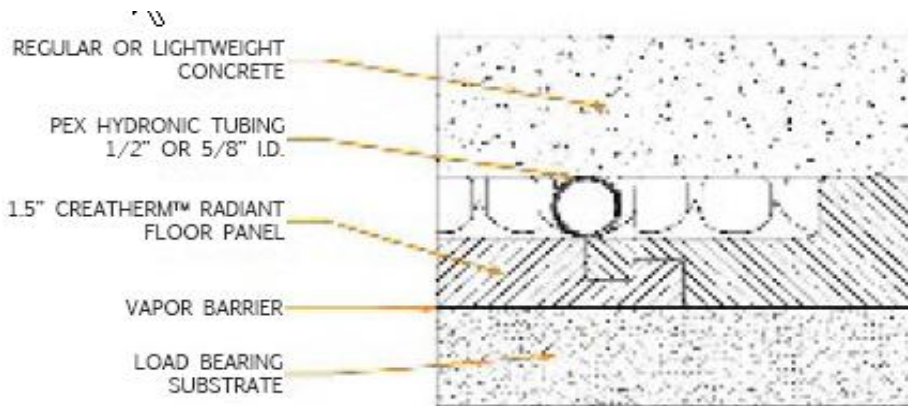 REGULAR OR LIGHTWEIGHT
CONCRETE
PEX HYDRONIC TUBING
1/2" OR 5/8" I.D.
1.5" CREATHERM™ RADIANT
FLOOR PANEL
VAPOR BARRIER
LOAD BEARING
SUBSTRATE